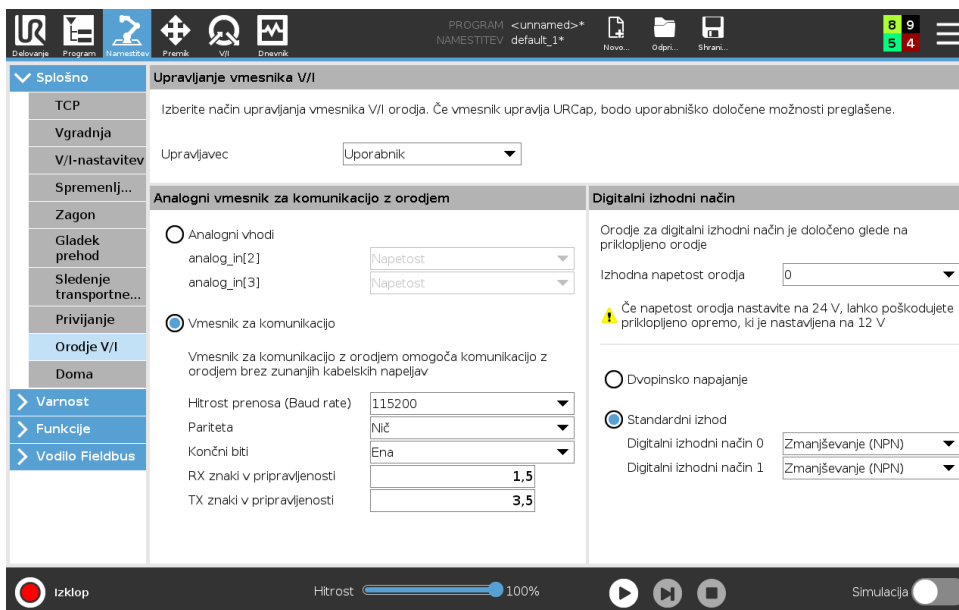 UR
PROGRAM <unnamed>*
NAMESTITEV default_1*
Delovanje Program Namestitev Premik V/I Dnevnik Novo... Odpri... Shrani...
8 9
5 4
Splošno
TCP
Vgradnja
V/I-nastavitev
Spremenlj...
Zagon
Gladek
prehod
Sledenje
transportne...
Privijanje
Orodje V/I
Doma
Varnost
Funkcije
Vodilo Fieldbus
Upravljanje vmesnika V/I
Izberite način upravljanja vmesnika V/I orodja. Če vmesnik upravlja URCap, bodo uporabniško določene možnosti preglašene.
Upravljavec Uporabnik
Analogni vmesnik za komunikacijo z orodjem
Analogni vhodi
analog_in[2] Napetost
analog_in[3] Napetost
Vmesnik za komunikacijo
Vmesnik za komunikacijo z orodjem omogoča komunikacijo z
orodjem brez zunanjih kabelskih napeljav
Hitrost prenosa (Baud rate) 115200
Pariteta Nič
Končni biti Ena
RX znaki v pripravljenosti 1,5
TX znaki v pripravljenosti 3,5
Digitalni izhodni način
Orodje za digitalni izhodni način je določeno glede na
priklopljeno orodje
Izhodna napetost orodja 0
Če napetost orodja nastavite na 24 V, lahko poškodujete
priklopljeno opremo, ki je nastavljena na 12 V
Dvopinsko napajanje
Standardni izhod
Digitalni izhodni način 0 Zmanjševanje (NPN)
Digitalni izhodni način 1 Zmanjševanje (NPN)
Izklop Hitrost 100% Simulacija